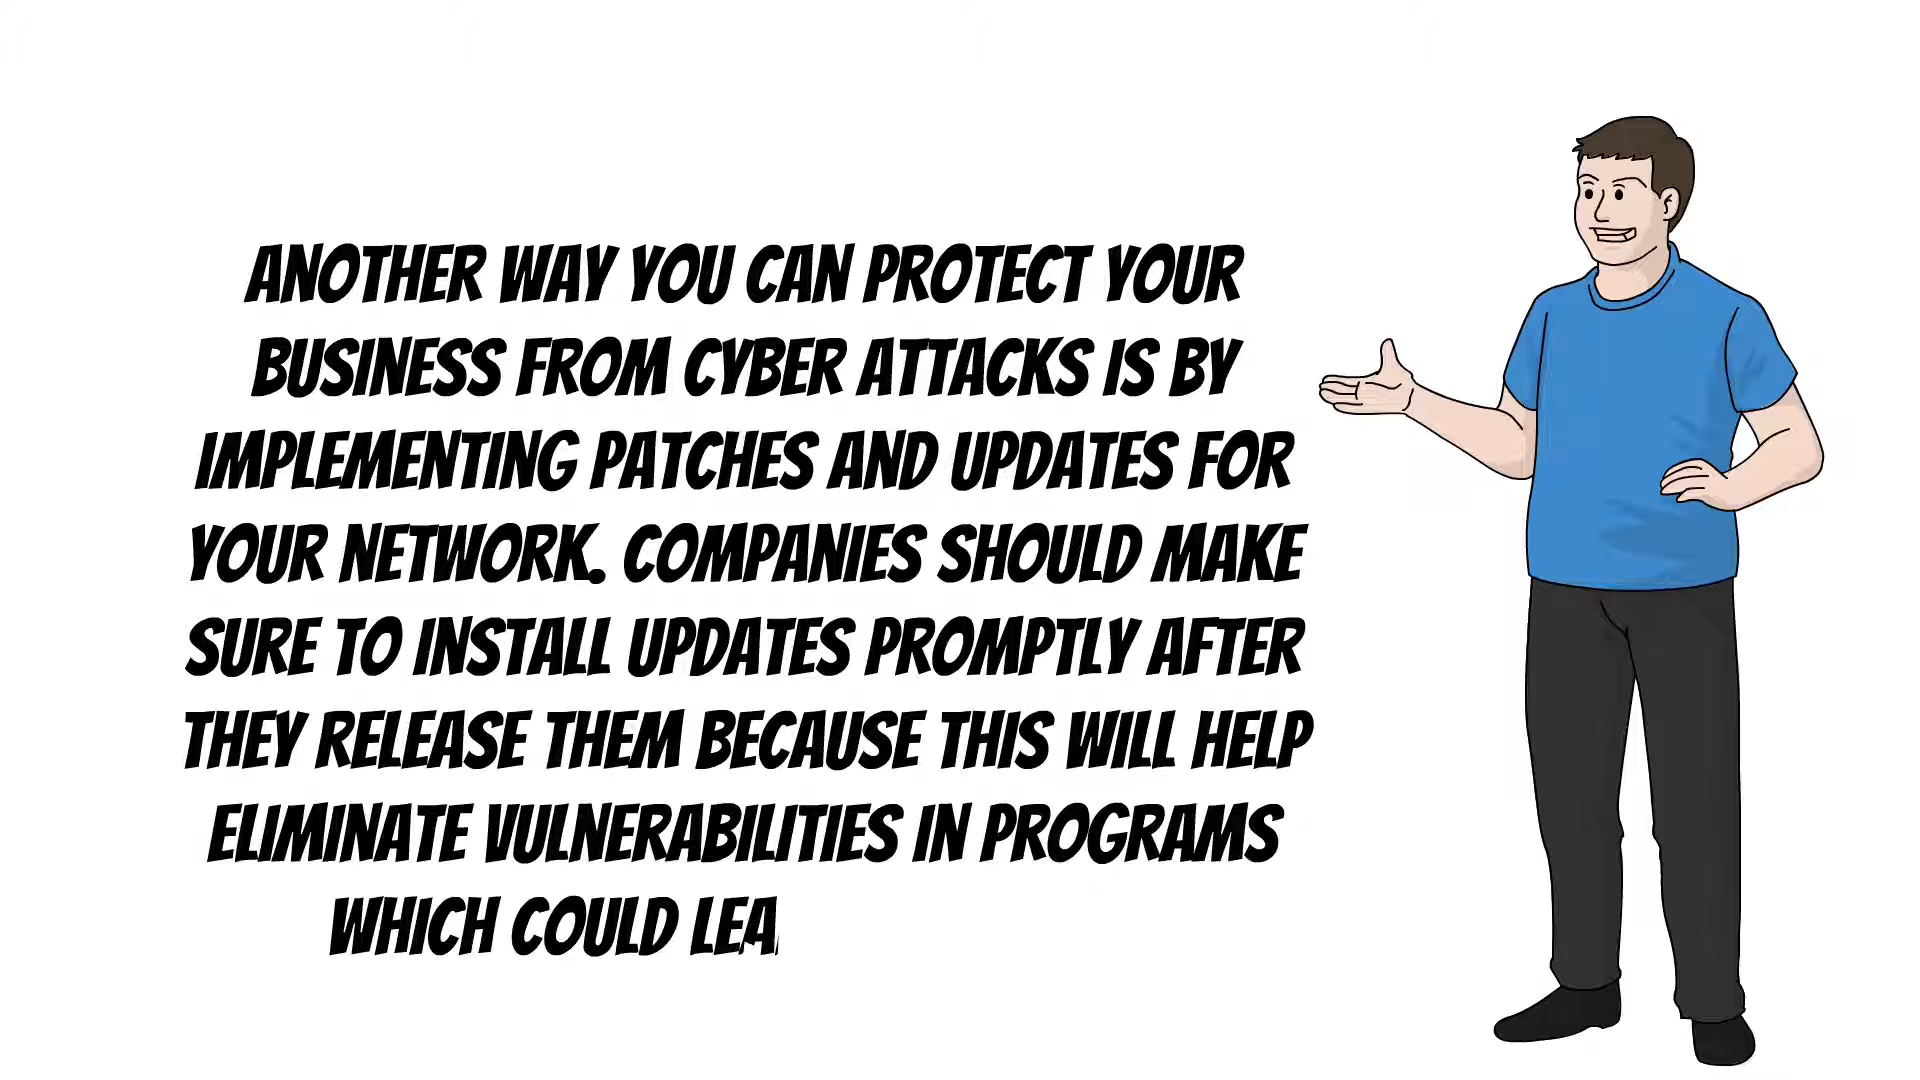 ANOTHER WAY YOU CAN PROTECT YOUR
BUSINESS FROM CYBER ATTACKS IS BY
IMPLEMENTING PATCHES AND UPDATES FOR
YOUR NETWORK. COMPANIES SHOULD MAKE
SURE TO INSTALL UPDATES PROMPTLY AFTER
THEY RELEASE THEM BECAUSE THIS WILL HELP
ELIMINATE VULNERABILITIES IN PROGRAMS
WHICH COULD LEA